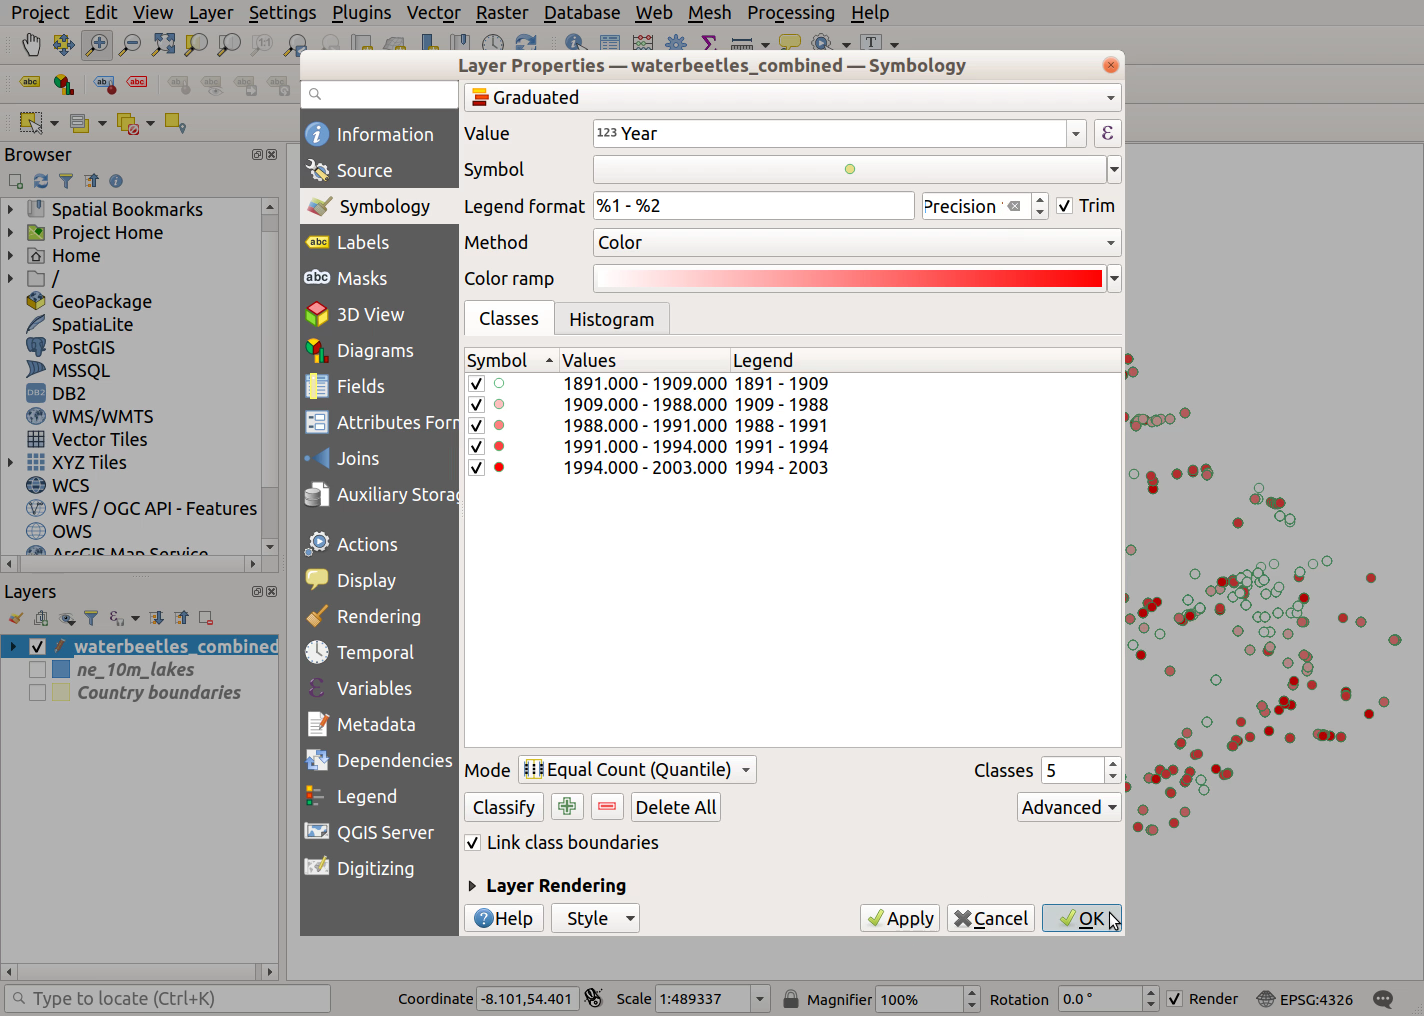 Project Edit View Layer Settings Plugins Vector Raster Database Web Mesh Processing Help
Layer Properties — waterbeetles_combined — Symbology
Browser
Spatial Bookmarks
Project Home
Home
/
GeoPackage
SpatiaLite
PostGIS
MSSQL
DB2
WMS/WMTS
Vector Tiles
XYZ Tiles
WCS
WFS / OGC API - Features
OWS
ArcGIS Map Service
Layers
waterbeetles_combined
ne_10m_lakes
Country boundaries
Information
Source
Symbology
Labels
Masks
3D View
Diagrams
Fields
Attributes Forn
Joins
Auxiliary Storag
Actions
Display
Rendering
Temporal
Variables
Metadata
Dependencies
Legend
QGIS Server
Digitizing
Graduated
Value 123 Year ε
Symbol
Legend format %1 - %2 Precision Trim
Method Color
Color ramp
Classes Histogram
Symbol Values Legend
1891.000 - 1909.000 1891 - 1909
1909.000 - 1988.000 1909 - 1988
1988.000 - 1991.000 1988 - 1991
1991.000 - 1994.000 1991 - 1994
1994.000 - 2003.000 1994 - 2003
Mode Equal Count (Quantile) Classes 5
Classify Delete All Advanced
Link class boundaries
Layer Rendering
Help Style Apply Cancel OK
Type to locate (Ctrl+K) Coordinate -8.101,54.401 Scale 1:489337 Magnifier 100% Rotation 0.0 ° Render EPSG:4326